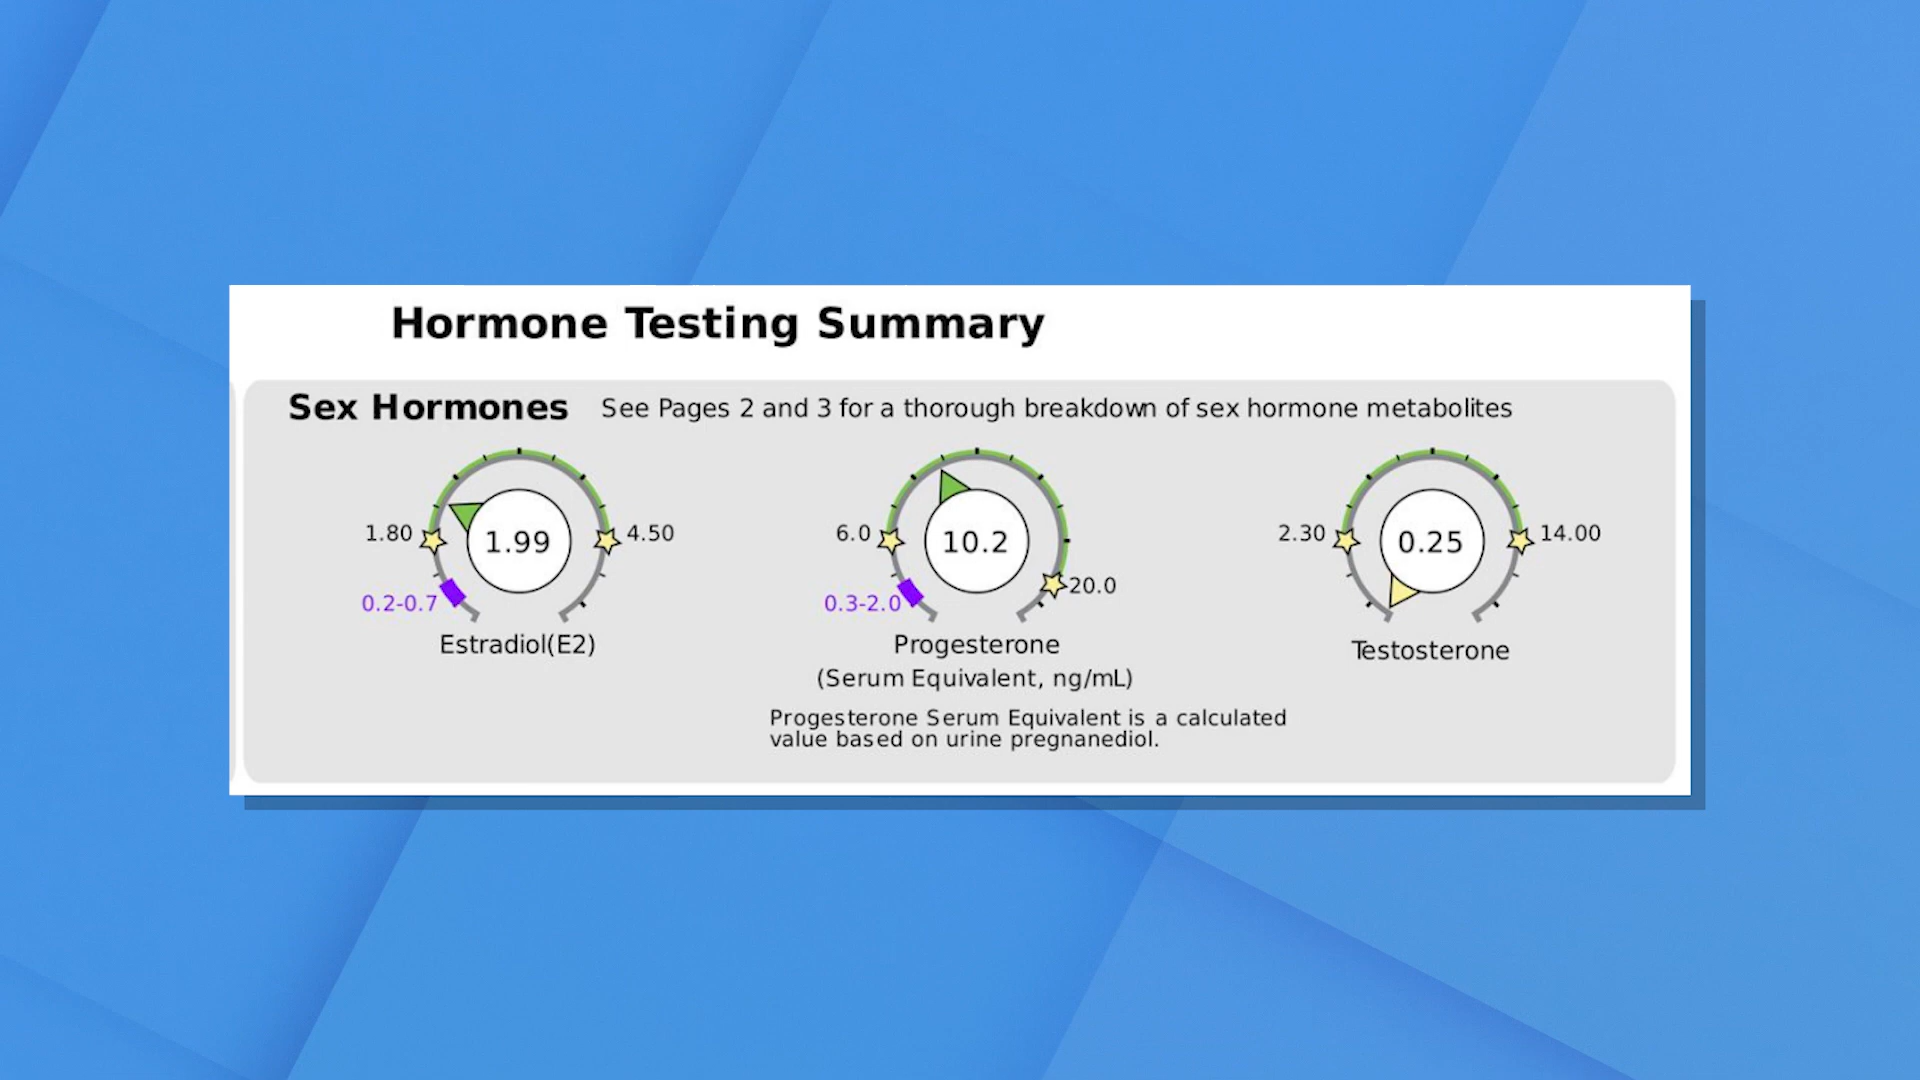 Hormone Testing Summary
Sex Hormones See Pages 2 and 3 for a thorough breakdown of sex hormone metabolites
1.80 1.99 4.50
0.2-0.7
Estradiol(E2)
6.0 10.2 20.0
0.3-2.0
Progesterone
(Serum Equivalent, ng/mL)
Progesterone Serum Equivalent is a calculated
value based on urine pregnanediol.
2.30 0.25 14.00
Testosterone